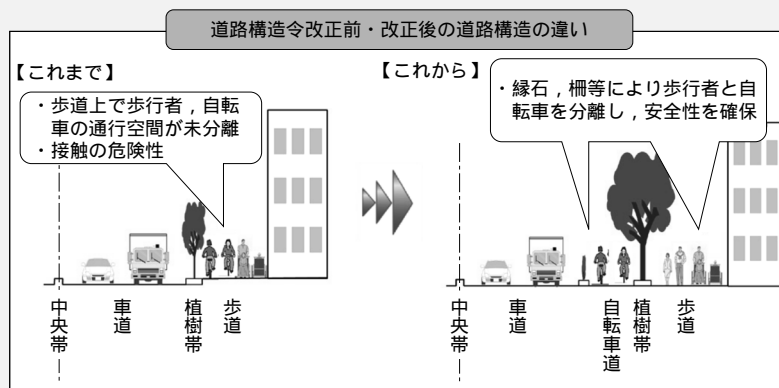 道路構造令改正前・改正後の道路構造の違い
【これまで】
・歩道上で歩行者，自転
車の通行空間が未分離
・接触の危険性
中央帯
車道
植樹帯
歩道
【これから】
・縁石，柵等により歩行者と自
転車を分離し，安全性を確保
中央帯
車道
自転車道
植樹帯
歩道